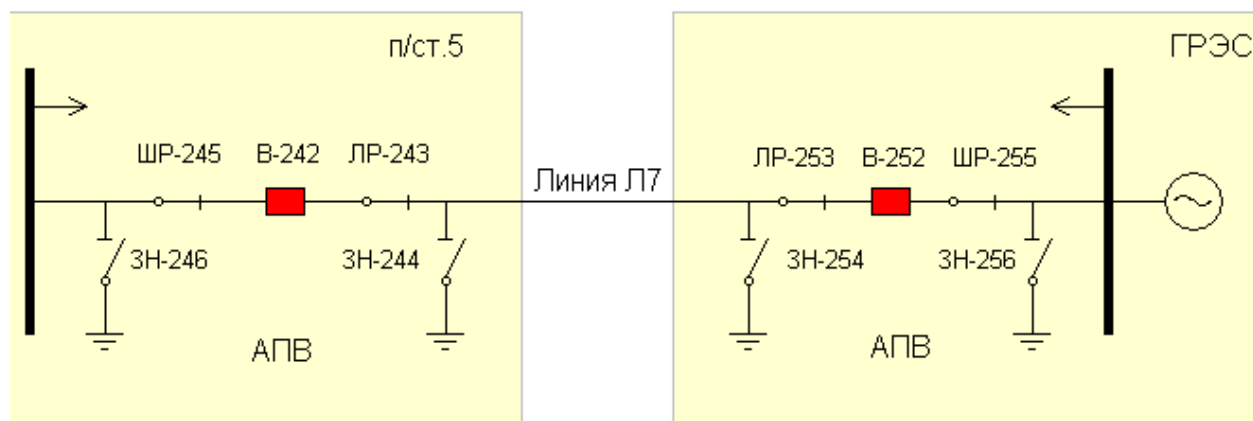 п/ст.5
ГРЭС
ШР-245 В-242 ЛР-243
Линия Л7
ЛР-253 В-252 ШР-255
ЗН-246
ЗН-244
ЗН-254
ЗН-256
АПВ
АПВ